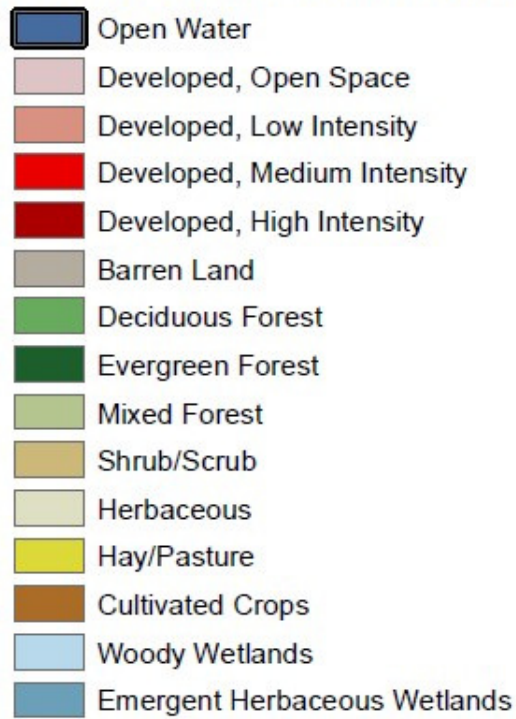 Open Water
Developed, Open Space
Developed, Low Intensity
Developed, Medium Intensity
Developed, High Intensity
Barren Land
Deciduous Forest
Evergreen Forest
Mixed Forest
Shrub/Scrub
Herbaceous
Hay/Pasture
Cultivated Crops
Woody Wetlands
Emergent Herbaceous Wetlands